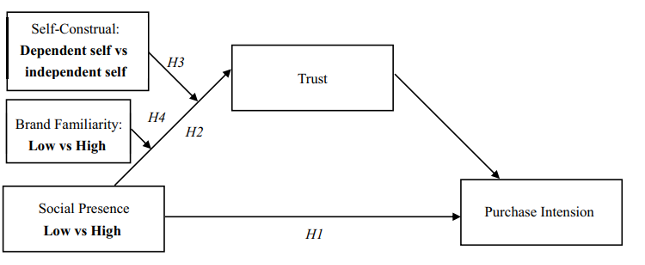 Self-Construal:
Dependent self vs
independent self
H3
Trust
Brand Familiarity:
Low vs High
H4
H2
Social Presence
Low vs High
Purchase Intension
H1